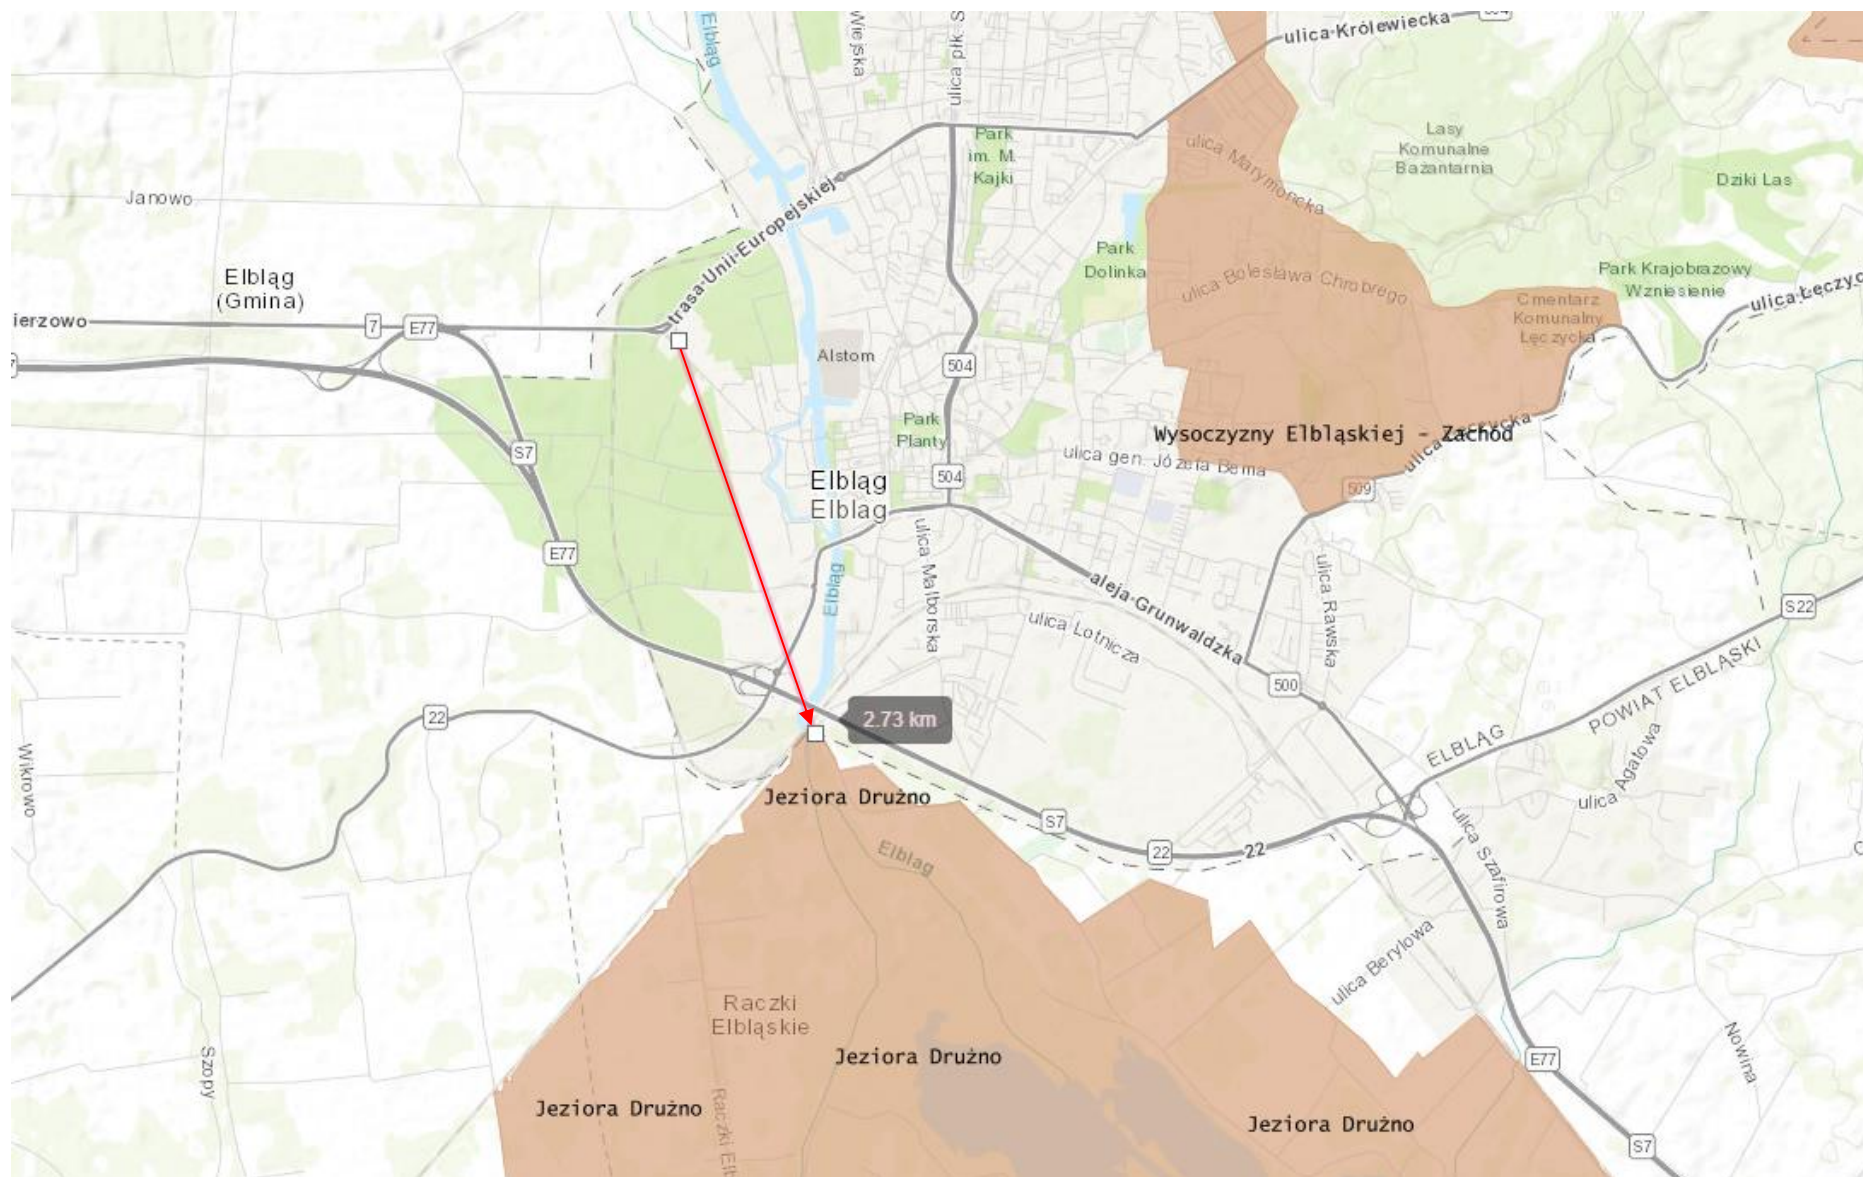 Elbląg
Wiejska
ulica płk. S
ulica Królewiecka
Park
im. M.
Kajki
ulica Marymoncka
Lasy
Komunalne
Bażantarnia
Dziki Las
Janowo
trasa Unii Europejskiej
Park
Dolinka
ulica Bolesława Chrobrego
Park Krajobrazowy
Wzniesienie
ulica Łęczyc
Elbląg
(Gmina)
Cmentarz
Komunalny
Łęczycka
ierzowo
7
E77
7
Alstom
504
Park
Planty
ulica Łęczycka
Wysoczyzny Elbląskiej – Zachód
ulica gen. Józefa Bema
S7
504
509
Elbląg
Elbląg
E77
ulica Malborska
Elbląg
aleja Grunwaldzka
ulica Rawska
S22
ulica Lotnicza
500
POWIAT ELBLĄSKI
ELBLĄG
22
2.73 km
Wikrowo
ulica Agatowa
Jeziora Drużno
S7
22
22
Elbląg
ulica Szafirowa
ulica Berylowa
Raczki
Elbląskie
Jeziora Drużno
E77
Nowina
Szopy
Jeziora Drużno
Raczki Elb
Jeziora Drużno
S7